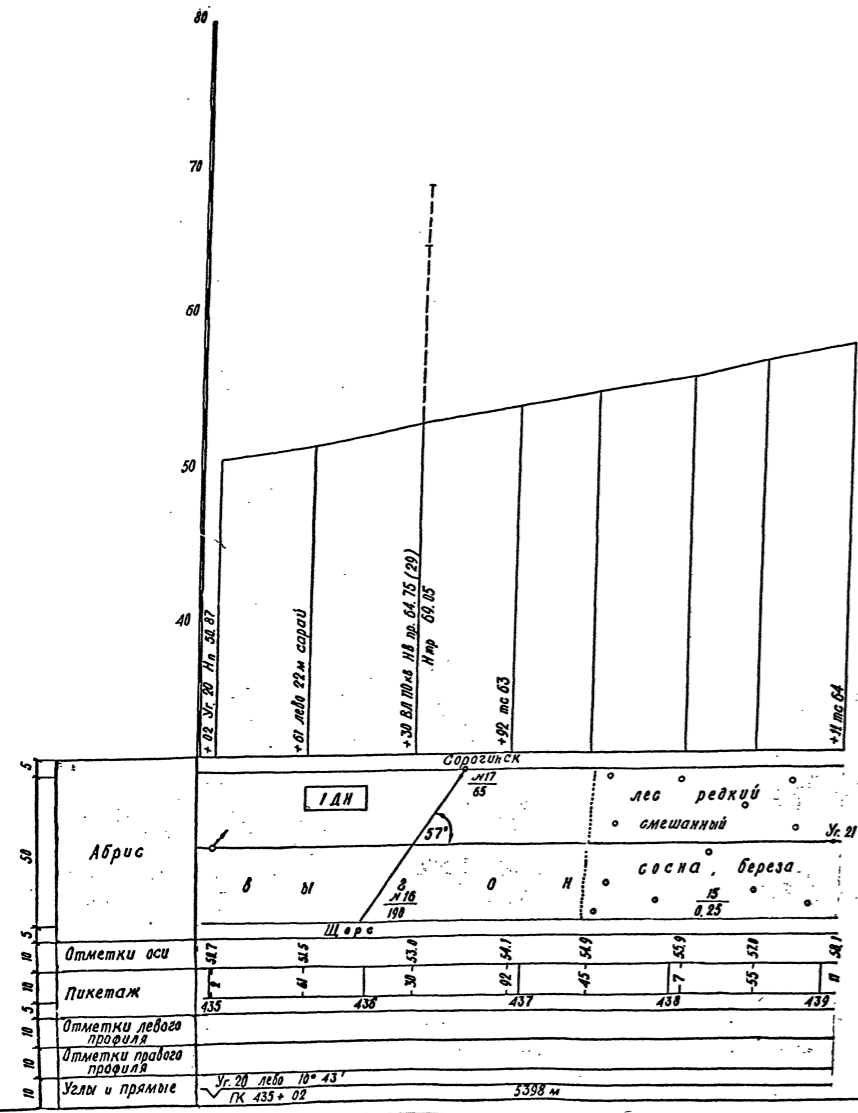 80
70
60
50
40
+ 02 Уг. 20 Нп 50.87
+61 лево 22м сарай
+30 ВЛ 110кв Нв пр. 64.75 (29)
Нтр 69.05
+92 тс 63
+11 тс 64
5
50
5
10
10
5
10
10
10
Абрис
Сорогинск
№17
65
1 ДН
57°
лес редкий
смешанный
Уг. 21
В Ы Г О Н
сосна, береза.
№16
198
15
0.25
Щорс
Отметки оси
51.5
53.0
54.1
54.9
55.9
57.0
58.1
Пикетаж
2
61
30
92
45
7
55
11
435
436
437
438
439
Отметки левого
профиля
Отметки правого
профиля
Углы и прямые
Уг. 20 лево 10° 43'
ПК 435 + 02
5398 м